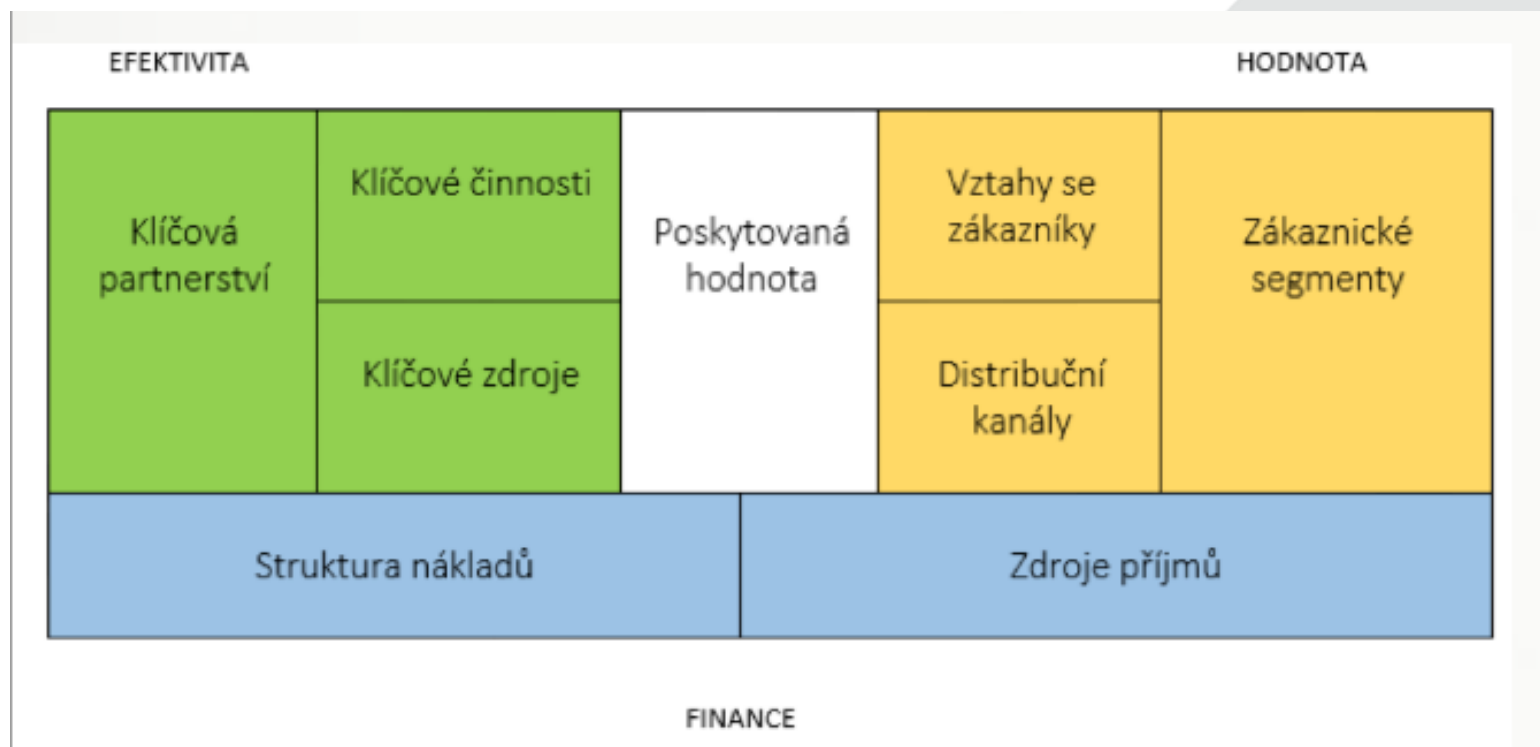 EFEKTIVITA
HODNOTA
Klíčová
partnerství
Klíčové činnosti
Klíčové zdroje
Poskytovaná
hodnota
Vztahy se
zákazníky
Distribuční
kanály
Zákaznické
segmenty
Struktura nákladů
Zdroje příjmů
FINANCE